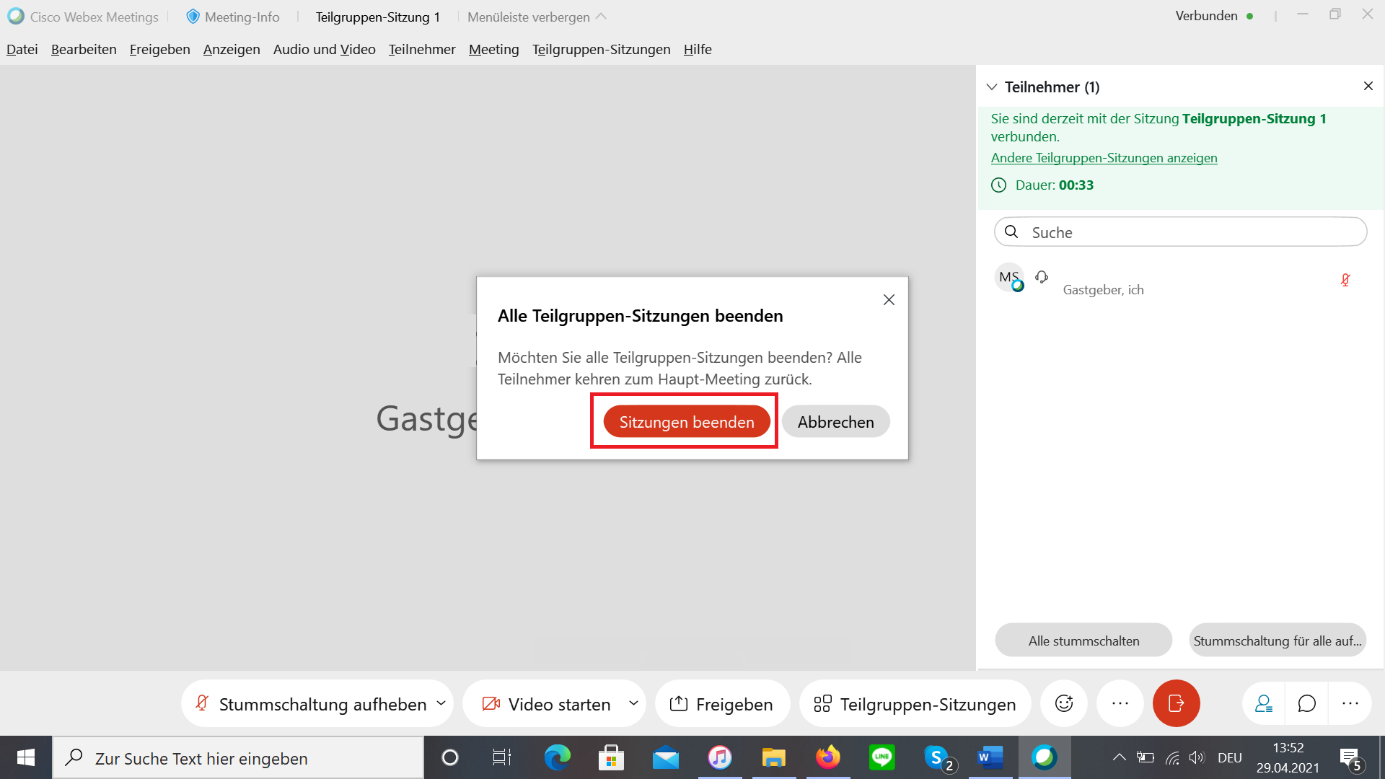 Cisco Webex Meetings
Meeting-Info
Teilgruppen-Sitzung 1
Menüleiste verbergen
Verbunden
Datei Bearbeiten Freigeben Anzeigen Audio und Video Teilnehmer Meeting Teilgruppen-Sitzungen Hilfe
Teilnehmer (1)
Sie sind derzeit mit der Sitzung Teilgruppen-Sitzung 1
verbunden.
Andere Teilgruppen-Sitzungen anzeigen
Dauer: 00:33
Suche
MS
Gastgeber, ich
Alle Teilgruppen-Sitzungen beenden
Möchten Sie alle Teilgruppen-Sitzungen beenden? Alle
Teilnehmer kehren zum Haupt-Meeting zurück.
Sitzungen beenden
Abbrechen
Alle stummschalten
Stummschaltung für alle auf...
Stummschaltung aufheben
Video starten
Freigeben
Teilgruppen-Sitzungen
Zur Suche Text hier eingeben
LINE
S 2
W
DEU
13:52
29.04.2021
5